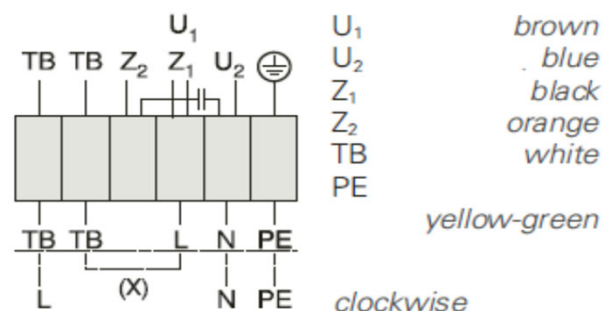 U₁
TB TB Z₂ Z₁ U₂
TB TB L N PE
(X)
L N PE
U₁ brown
U₂ . blue
Z₁ black
Z₂ orange
TB white
PE
yellow-green
clockwise